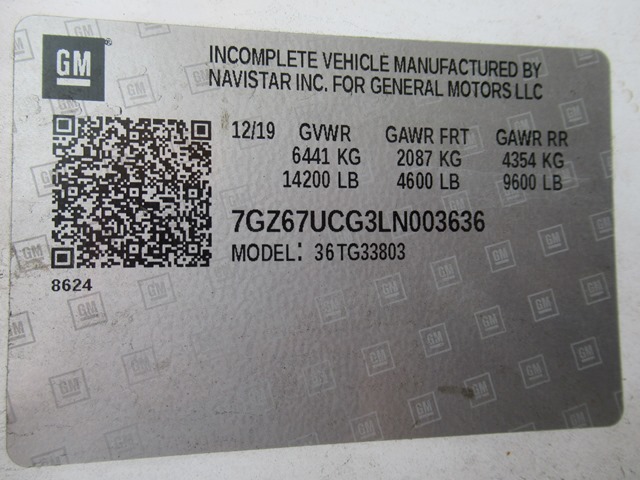 GM
INCOMPLETE VEHICLE MANUFACTURED BY
NAVISTAR INC. FOR GENERAL MOTORS LLC
12/19 GVWR GAWR FRT GAWR RR
6441 KG 2087 KG 4354 KG
14200 LB 4600 LB 9600 LB
7GZ67UCG3LN003636
MODEL: 36TG33803
8624